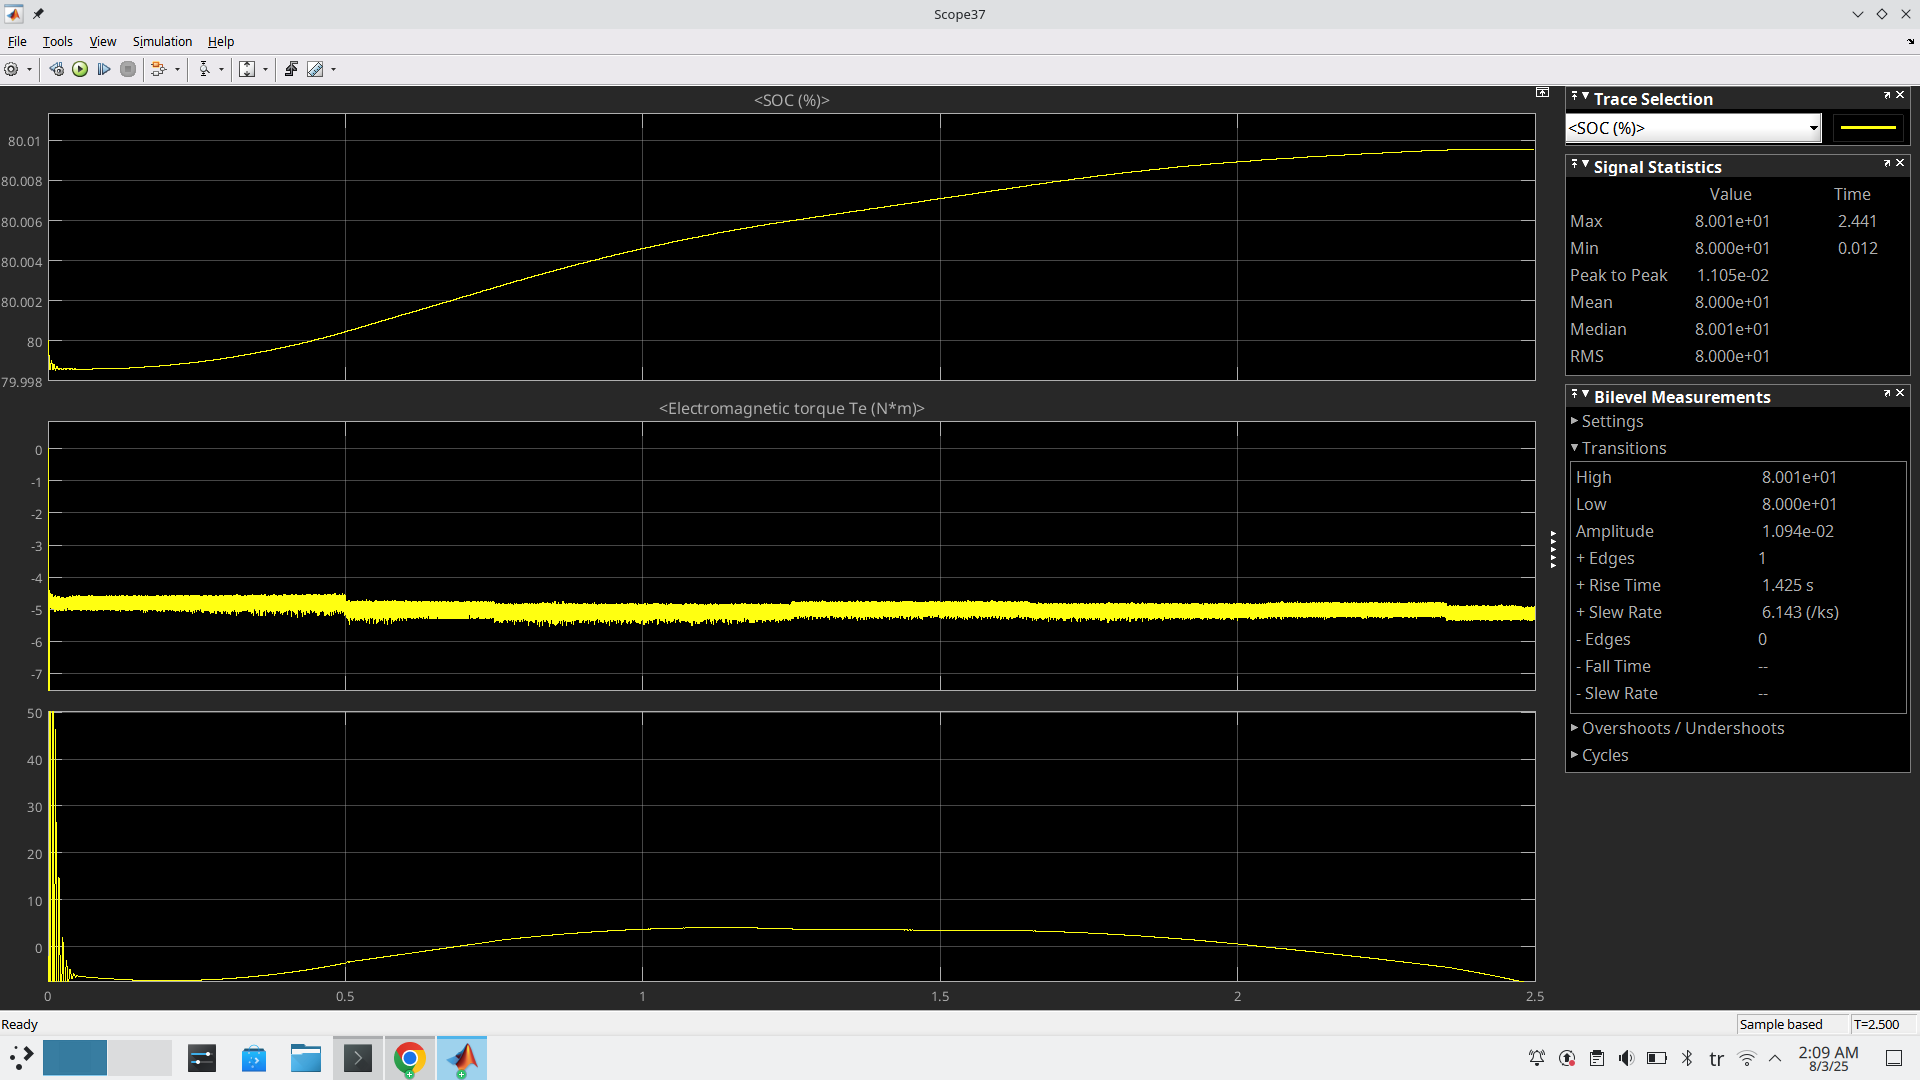 Scope37
File Tools View Simulation Help
<SOC (%)>
80.01
80.008
80.006
80.004
80.002
80
79.998
<Electromagnetic torque Te (N*m)>
0
-1
-2
-3
-4
-5
-6
-7
50
40
30
20
10
0
0 0.5 1 1.5 2 2.5
Trace Selection
<SOC (%)>
Signal Statistics
Value Time
Max 8.001e+01 2.441
Min 8.000e+01 0.012
Peak to Peak 1.105e-02
Mean 8.000e+01
Median 8.001e+01
RMS 8.000e+01
Bilevel Measurements
Settings
Transitions
High 8.001e+01
Low 8.000e+01
Amplitude 1.094e-02
+ Edges 1
+ Rise Time 1.425 s
+ Slew Rate 6.143 (/ks)
- Edges 0
- Fall Time --
- Slew Rate --
Overshoots / Undershoots
Cycles
Ready
Sample based T=2.500
tr
2:09 AM
8/3/25